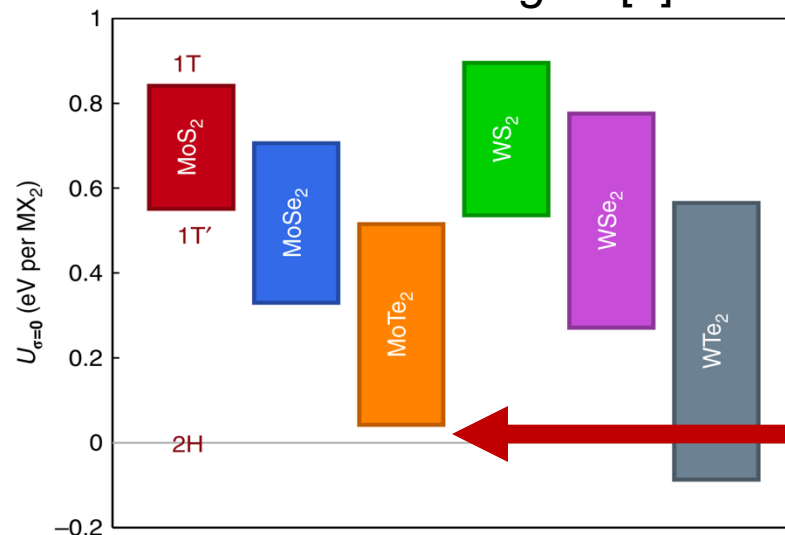 1
0.8
0.6
0.4
0.2
0
−0.2
U_{σ=0} (eV per MX₂)
1T
MoS₂
1T′
2H
MoSe₂
MoTe₂
WS₂
WSe₂
WTe₂